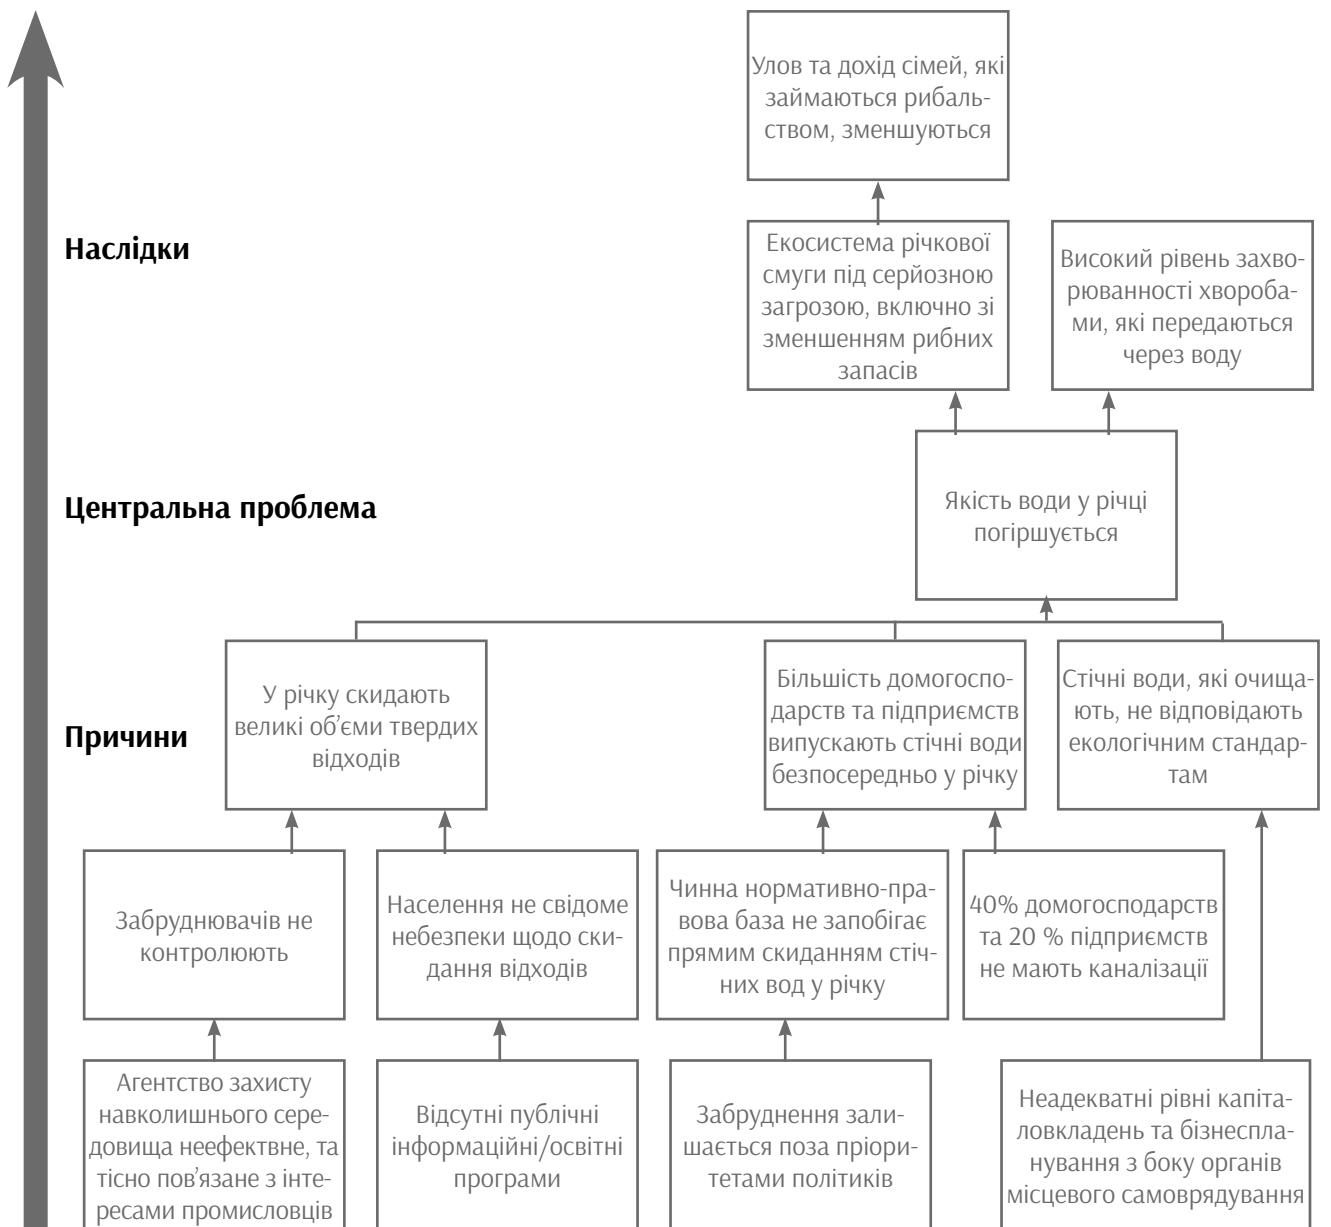 Улов та дохід сімей, які
займаються рибаль-
ством, зменшуються
Наслідки
Екосистема річкової
смуги під серйозною
загрозою, включно зі
зменшенням рибних
запасів
Високий рівень захво-
рюванності хвороба-
ми, які передаються
через воду
Центральна проблема
Якість води у річці
погіршується
Причини
У річку скидають
великі об’єми твердих
відходів
Більшість домогоспо-
дарств та підприємств
випускають стічні води
безпосередньо у річку
Стічні води, які очища-
ють, не відповідають
екологічним стандар-
там
Забруднювачів не
контролюють
Населення не свідоме
небезпеки щодо ски-
дання відходів
Чинна нормативно-пра-
вова база не запобігає
прямим скиданням стіч-
них вод у річку
40% домогосподарств
та 20 % підприємств
не мають каналізації
Агентство захисту
навколишнього сере-
довища неефектвне, та
тісно пов’язане з інте-
ресами промисловців
Відсутні публічні
інформаційні/освітні
програми
Забруднення зали-
шається поза пріори-
тетами політиків
Неадекватні рівні капіта-
ловкладень та бізнеспла-
нування з боку органів
місцевого самоврядування